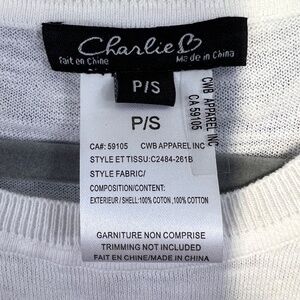 Charlie B
Fait en Chine
Made in China
P/S
P/S
CWB APPAREL INC
CA 59105
CA#: 59105 CWB APPAREL INC
STYLE ET TISSU:C2484-261B
STYLE FABRIC/
COMPOSITION/CONTENT:
EXTERIEUR/SHELL:100% COTON ,100% COTTON
GARNITURE NON COMPRISE
TRIMMING NOT INCLUDED
FAIT EN CHINE/MADE IN CHINA